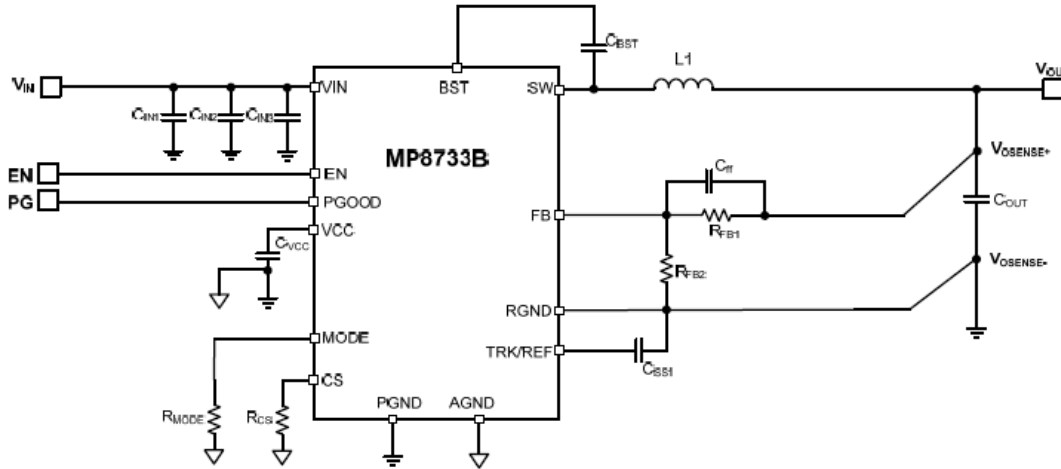 CBST
L1
VIN
VIN
BST
SW
VOUT
CIN1 CIN2 CIN3
MP8733B
VOSENSE+
EN
EN
Cff
PG
PGOOD
FB
COUT
VCC
RFB1
CVCC
RFB2
VOSENSE-
RGND
MODE
TRK/REF
CSS1
CS
RMODE
RCS
PGND
AGND